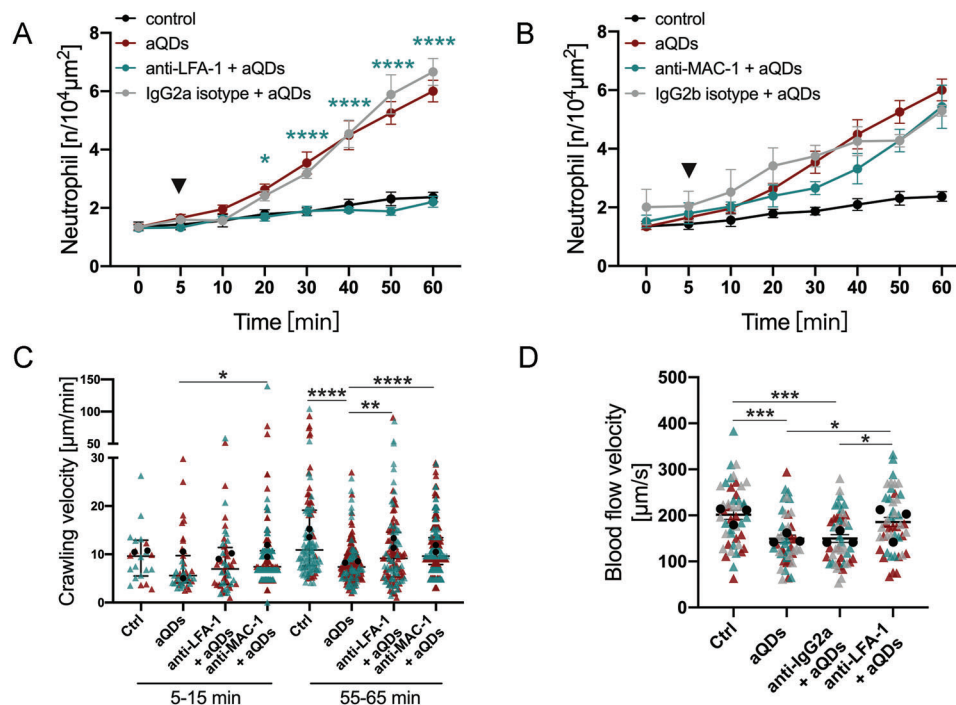 A
control
aQDs
anti-LFA-1 + aQDs
IgG2a isotype + aQDs
Neutrophil [n/10⁴µm²]
8
6
4
2
0
* **** **** **** ****
0 5 10 20 30 40 50 60
Time [min]
B
control
aQDs
anti-MAC-1 + aQDs
IgG2b isotype + aQDs
Neutrophil [n/10⁴µm²]
8
6
4
2
0
0 5 10 20 30 40 50 60
Time [min]
C
Crawling velocity [µm/min]
150
100
50
30
20
10
0
*
****
****
**
Ctrl
aQDs
anti-LFA-1
+ aQDs
anti-MAC-1
+ aQDs
Ctrl
aQDs
anti-LFA-1
+ aQDs
anti-MAC-1
+ aQDs
5-15 min
55-65 min
D
Blood flow velocity
[µm/s]
500
400
300
200
100
0
***
***
*
*
Ctrl
aQDs
anti-IgG2a
+ aQDs
anti-LFA-1
+ aQDs